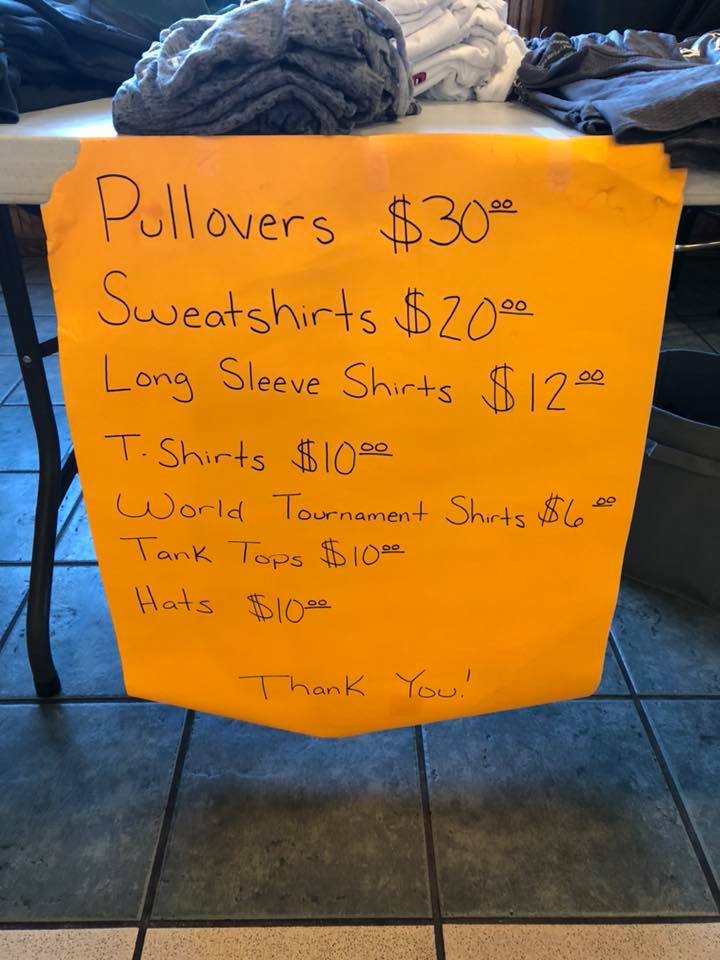 Pullovers $30.00
Sweatshirts $20.00
Long Sleeve Shirts $12.00
T-Shirts $10.00
World Tournament Shirts $6.00
Tank Tops $10.00
Hats $10.00
Thank You!